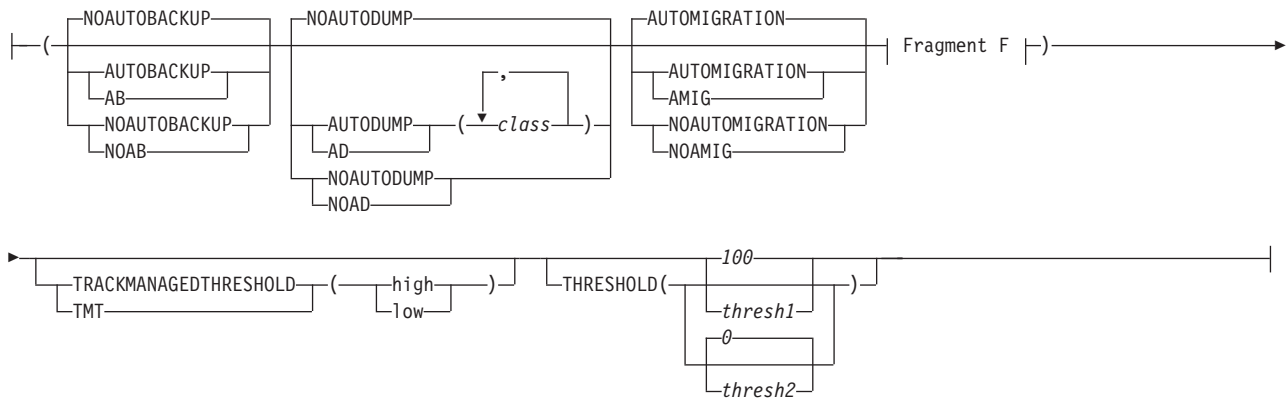 NOAUTOBACKUP NOAUTODUMP AUTOMIGRATION
( Fragment F )
AUTOBACKUP , AUTOMIGRATION
AB AUTODUMP ( class ) AMIG
NOAUTOBACKUP AD NOAUTOMIGRATION
NOAB NOAUTODUMP NOAMIG
NOAD
100
TRACKMANAGEDTHRESHOLD ( high ) THRESHOLD( )
TMT low thresh1
0
thresh2